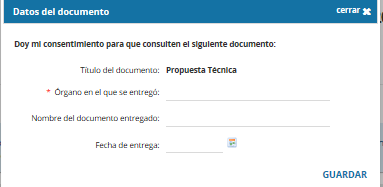 Datos del documento
cerrar ✖
Doy mi consentimiento para que consulten el siguiente documento:
Título del documento: Propuesta Técnica
* Órgano en el que se entregó:
Nombre del documento entregado:
Fecha de entrega:
GUARDAR